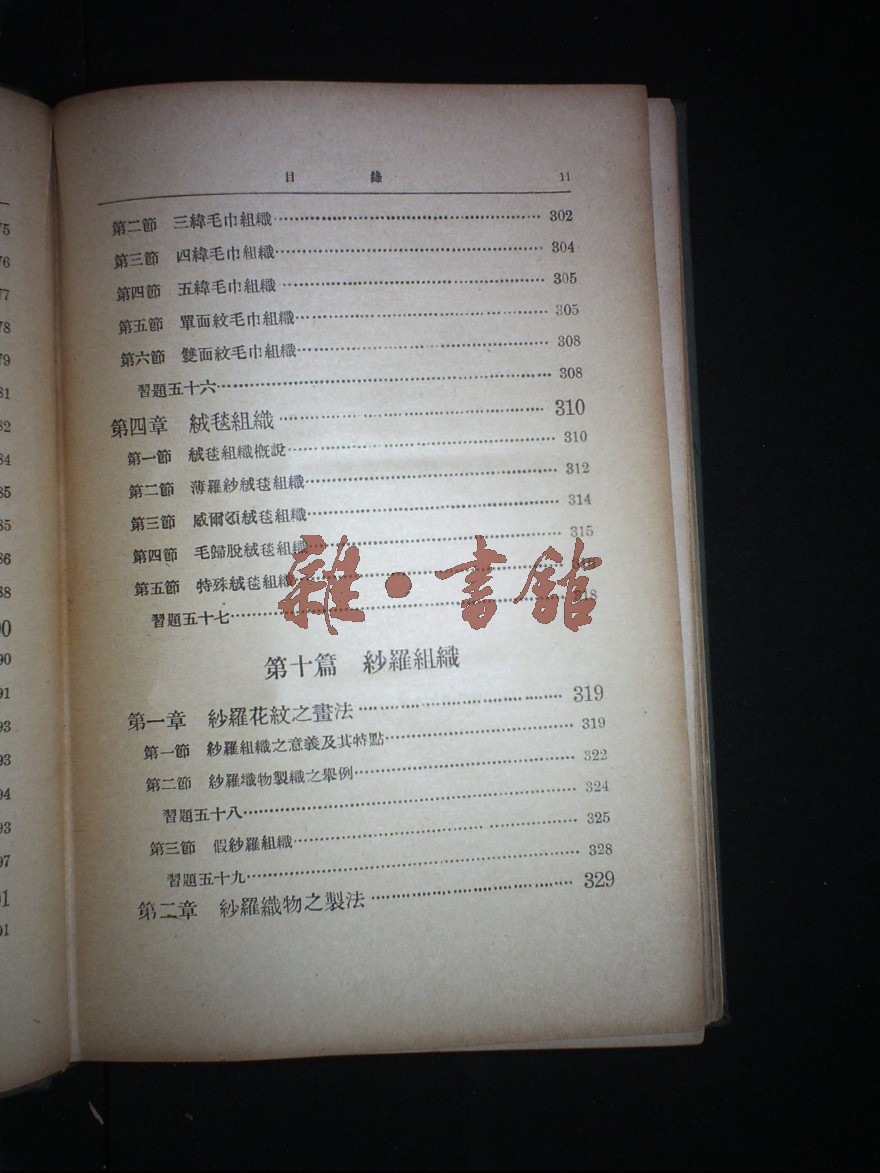 目錄 11
第二節 三緯毛巾組織 302
第三節 四緯毛巾組織 304
第四節 五緯毛巾組織 305
第五節 單面紋毛巾組織 305
第六節 雙面紋毛巾組織 308
習題五十六 308
第四章 絨毯組織 310
第一節 絨毯組織概說 310
第二節 薄羅紗絨毯組織 312
第三節 威爾頓絨毯組織 314
第四節 毛歸股絨毯組織 315
第五節 特殊絨毯組織
習題五十七 318
雜·書館
第十篇 紗羅組織
第一章 紗羅花紋之畫法 319
第一節 紗羅組織之意義及其特點 319
第二節 紗羅織物製織之舉例 322
習題五十八 324
第三節 假紗羅組織 325
習題五十九 328
第二章 紗羅織物之製法 329